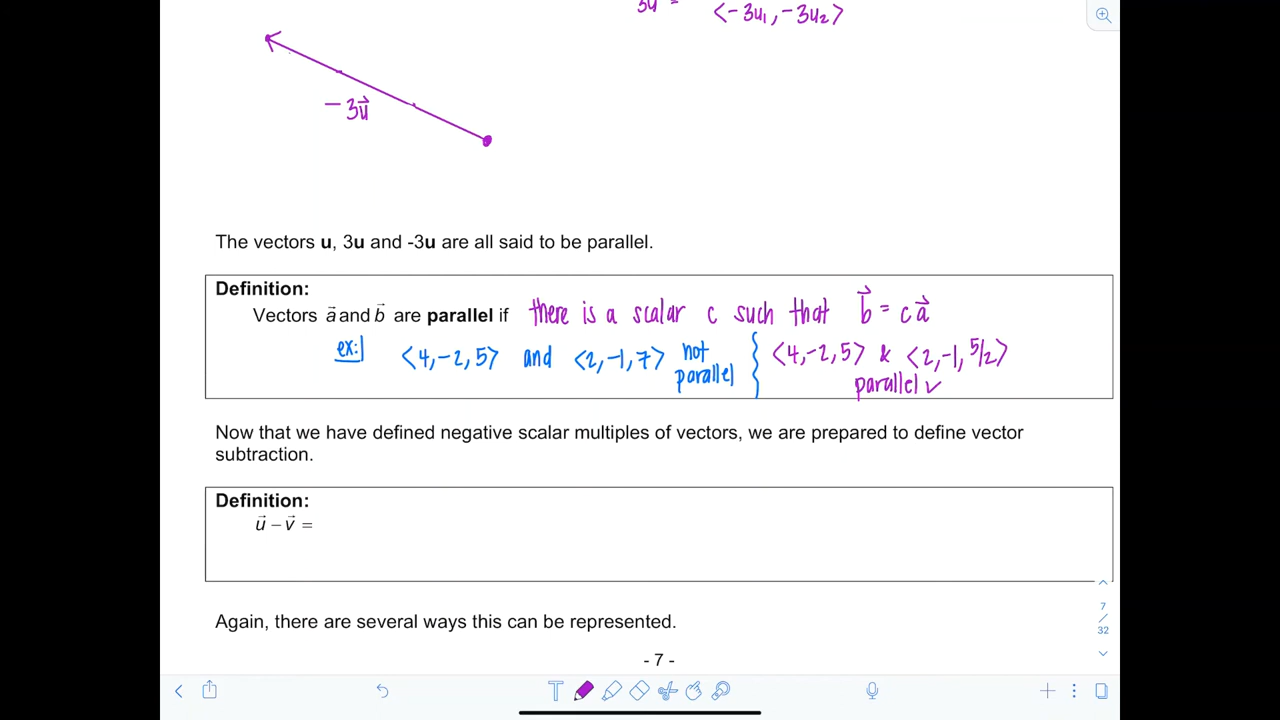 3u =
<-3u₁, -3u₂>
-3u⃗
The vectors u, 3u and -3u are all said to be parallel.
Definition:
Vectors a⃗ and b⃗ are parallel if there is a scalar c such that b⃗ = ca⃗
ex: <4,-2,5> and <2,-1,7> not parallel
<4,-2,5> & <2,-1,5/2>
parallel ✓
Now that we have defined negative scalar multiples of vectors, we are prepared to define vector
subtraction.
Definition:
u⃗ – v⃗ =
Again, there are several ways this can be represented.
- 7 -
7
/
32
T